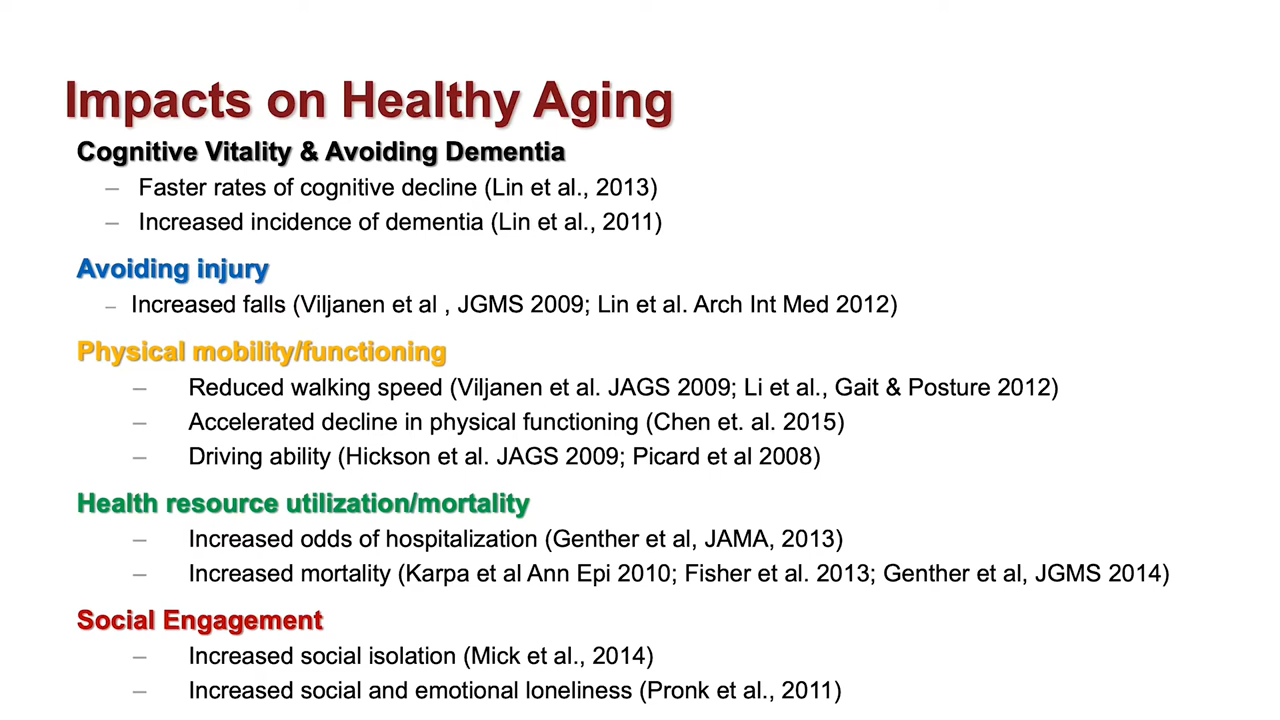 Impacts on Healthy Aging
Cognitive Vitality & Avoiding Dementia
– Faster rates of cognitive decline (Lin et al., 2013)
– Increased incidence of dementia (Lin et al., 2011)
Avoiding injury
– Increased falls (Viljanen et al , JGMS 2009; Lin et al. Arch Int Med 2012)
Physical mobility/functioning
– Reduced walking speed (Viljanen et al. JAGS 2009; Li et al., Gait & Posture 2012)
– Accelerated decline in physical functioning (Chen et. al. 2015)
– Driving ability (Hickson et al. JAGS 2009; Picard et al 2008)
Health resource utilization/mortality
– Increased odds of hospitalization (Genther et al, JAMA, 2013)
– Increased mortality (Karpa et al Ann Epi 2010; Fisher et al. 2013; Genther et al, JGMS 2014)
Social Engagement
– Increased social isolation (Mick et al., 2014)
– Increased social and emotional loneliness (Pronk et al., 2011)